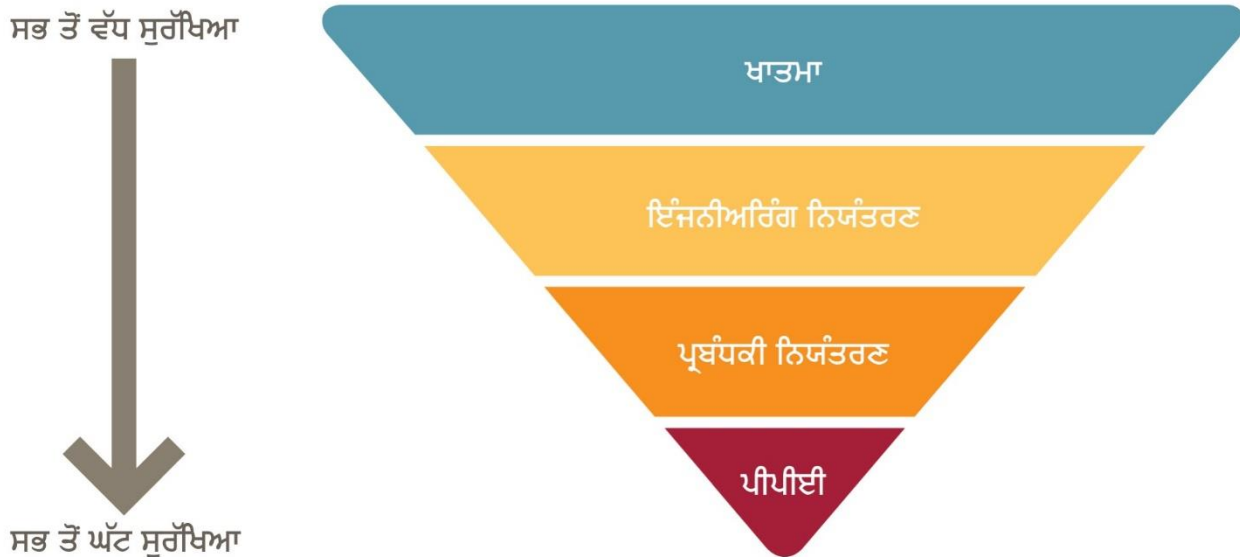 ਸਭ ਤੋਂ ਵੱਧ ਸੁਰੱਖਿਆ
ਖਾਤਮਾ
ਇੰਜਨੀਅਰਿੰਗ ਨਿਯੰਤਰਣ
ਪ੍ਰਬੰਧਕੀ ਨਿਯੰਤਰਣ
ਪੀਪੀਈ
ਸਭ ਤੋਂ ਘੱਟ ਸੁਰੱਖਿਆ